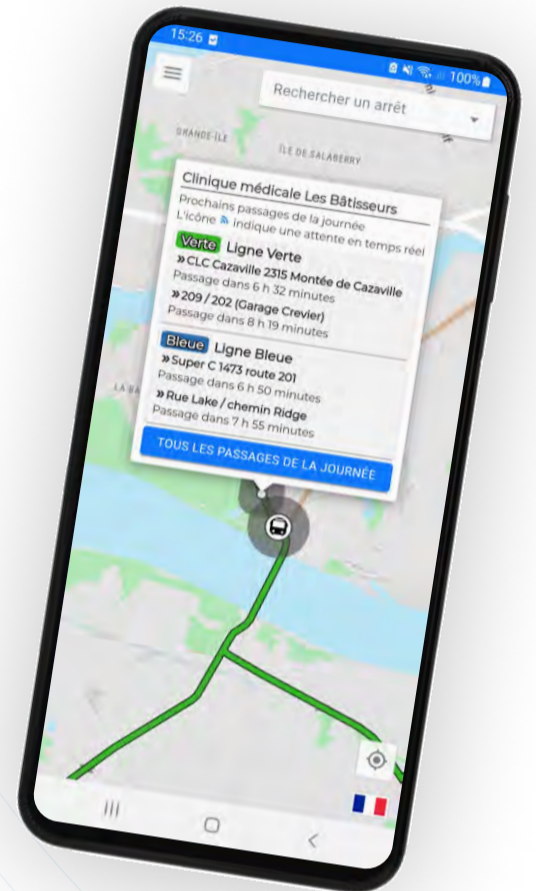 15:26
100%
Rechercher un arrêt
GRANDE-ÎLE
ÎLE DE SALABERRY
Clinique médicale Les Bâtisseurs
Prochains passages de la journée
L'icône indique une attente en temps réel
Verte Ligne Verte
» CLC Cazaville 2315 Montée de Cazaville
Passage dans 6 h 32 minutes
» 209 / 202 (Garage Crevier)
Passage dans 8 h 19 minutes
Bleue Ligne Bleue
» Super C 1473 route 201
Passage dans 6 h 50 minutes
» Rue Lake / chemin Ridge
Passage dans 7 h 55 minutes
LA BA
TOUS LES PASSAGES DE LA JOURNÉE